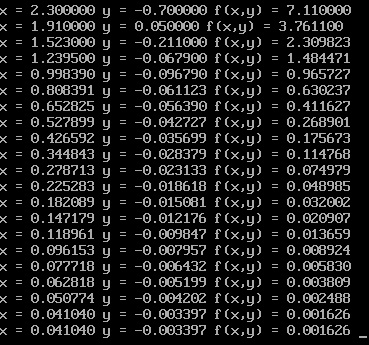 x = 2.300000 y = -0.700000 f(x,y) = 7.110000
x = 1.910000 y = 0.050000 f(x,y) = 3.761100
x = 1.523000 y = -0.211000 f(x,y) = 2.309823
x = 1.239500 y = -0.067900 f(x,y) = 1.484471
x = 0.998390 y = -0.096790 f(x,y) = 0.965727
x = 0.808391 y = -0.061123 f(x,y) = 0.630237
x = 0.652825 y = -0.056390 f(x,y) = 0.411627
x = 0.527899 y = -0.042727 f(x,y) = 0.268901
x = 0.426592 y = -0.035699 f(x,y) = 0.175673
x = 0.344843 y = -0.028379 f(x,y) = 0.114768
x = 0.278713 y = -0.023133 f(x,y) = 0.074979
x = 0.225283 y = -0.018618 f(x,y) = 0.048985
x = 0.182089 y = -0.015081 f(x,y) = 0.032002
x = 0.147179 y = -0.012176 f(x,y) = 0.020907
x = 0.118961 y = -0.009847 f(x,y) = 0.013659
x = 0.096153 y = -0.007957 f(x,y) = 0.008924
x = 0.077718 y = -0.006432 f(x,y) = 0.005830
x = 0.062818 y = -0.005199 f(x,y) = 0.003809
x = 0.050774 y = -0.004202 f(x,y) = 0.002488
x = 0.041040 y = -0.003397 f(x,y) = 0.001626
x = 0.041040 y = -0.003397 f(x,y) = 0.001626 _